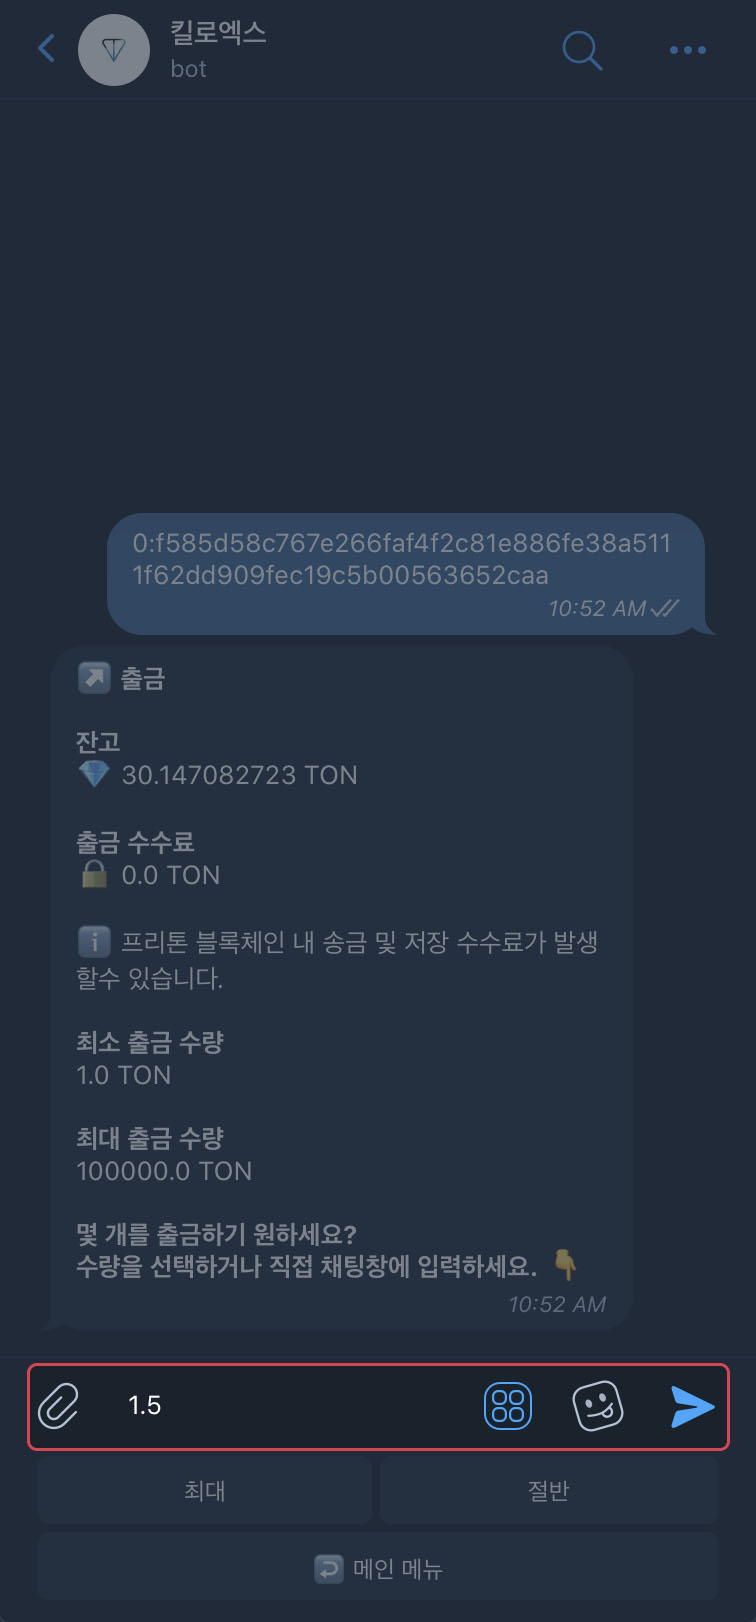 킬로엑스
bot
0:f585d58c767e266faf4f2c81e886fe38a511
1f62dd909fec19c5b00563652caa
10:52 AM
출금
잔고
30.147082723 TON
출금 수수료
0.0 TON
프리톤 블록체인 내 송금 및 저장 수수료가 발생
할수 있습니다.
최소 출금 수량
1.0 TON
최대 출금 수량
100000.0 TON
몇 개를 출금하기 원하세요?
수량을 선택하거나 직접 채팅창에 입력하세요.
10:52 AM
1.5
최대 절반
메인 메뉴